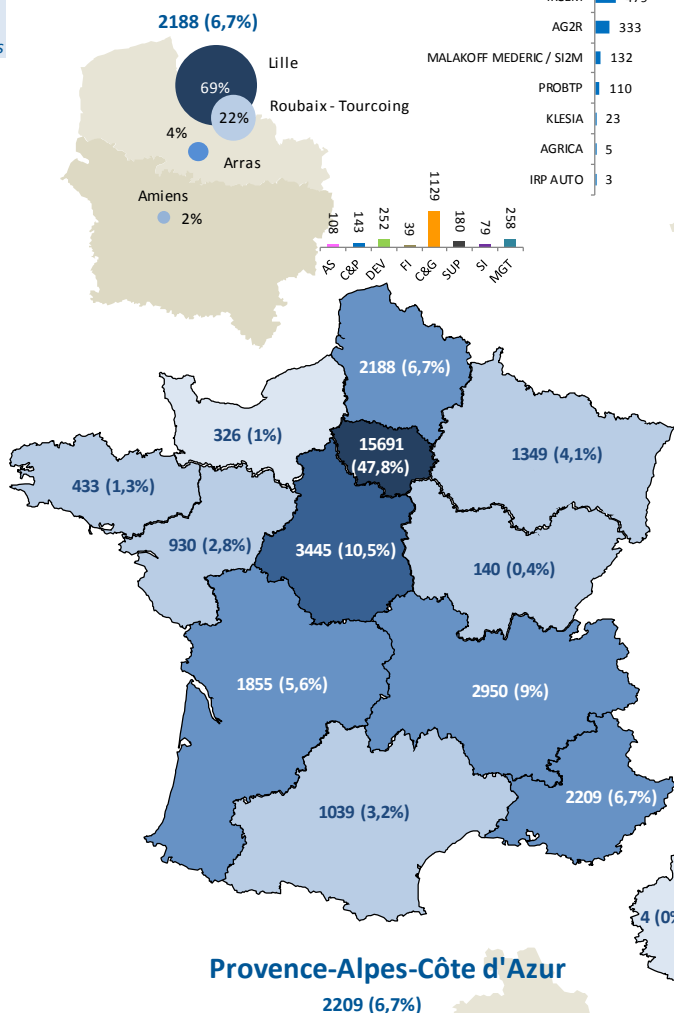 2188 (6,7%)
Lille
69%
Roubaix - Tourcoing
22%
4%
Arras
Amiens
2%
AG2R 333
MALAKOFF MEDERIC / SI2M 132
PROBTP 110
KLESIA 23
AGRICA 5
IRP AUTO 3
108 143 252 39 1129 180 79 258
AS C&P DEV FI C&G SUP SI MGT
2188 (6,7%)
326 (1%)
15691
(47,8%)
1349 (4,1%)
433 (1,3%)
930 (2,8%)
3445 (10,5%)
140 (0,4%)
1855 (5,6%)
2950 (9%)
2209 (6,7%)
1039 (3,2%)
4 (0%
Provence-Alpes-Côte d'Azur
2209 (6,7%)